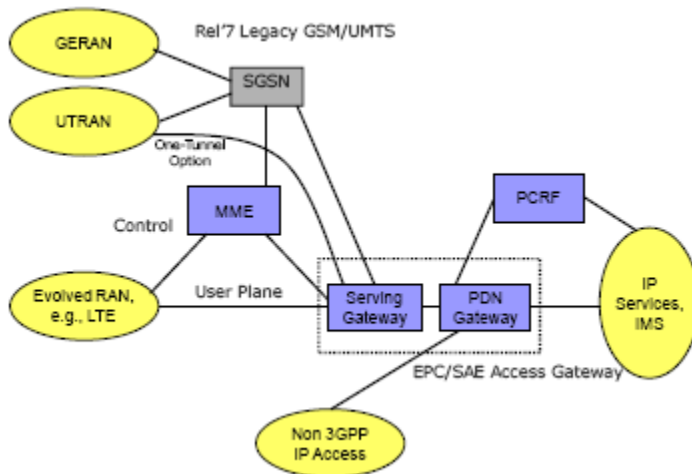 GERAN
Rel'7 Legacy GSM/UMTS
SGSN
UTRAN
One-Tunnel
Option
MME
PCRF
Control
Evolved RAN,
e.g., LTE
User Plane
Serving
Gateway
PDN
Gateway
IP
Services,
IMS
EPC/SAE Access Gateway
Non 3GPP
IP Access